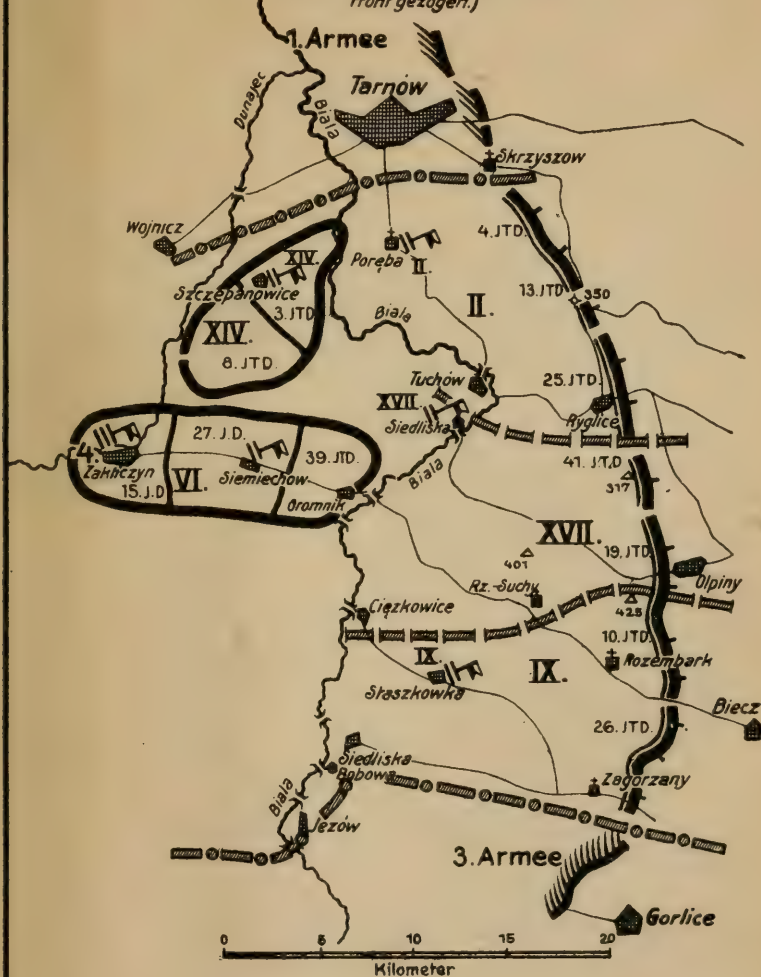 Front gezogen.)
1. Armee
Tarnów
Dunajec
Biala
Skrzyszow
Wojnicz
4. JTD.
XIV.
Poręba
II.
Szczepanowice
3. JTD.
13. JTD
350
II.
XIV.
Biala
8. JTD.
Tuchów
25. JTD.
XVII.
Siedliska
Ryglice
4.
27. J.D.
41. JTD
Zakliczyn
VI.
Siemiechów
39. JTD.
Biala
317
15. J.D
Gromnik
XVII.
401
19. JTD.
Olpiny
Rz.-Suchy
425
Ciężkowice
10. JTD.
IX.
IX.
Rozembark
Staszkówka
Biecz
26. JTD.
Siedliska
Bobowa
Zagorzany
Biala
Jezów
3. Armee
Gorlice
0 5 10 15 20
Kilometer